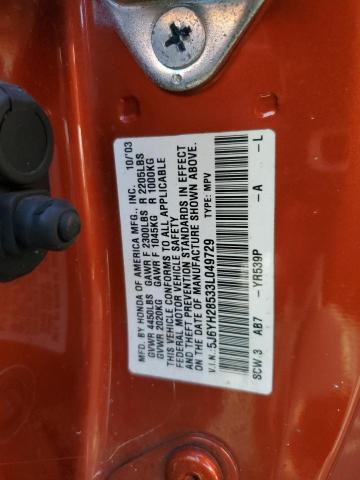 MFD. BY HONDA OF AMERICA MFG., INC. 10/03
GVWR 4450LBS GAWR F 2300LBS R 2205LBS
GVWR 2020KG GAWR F 1045KG R 1000KG
THIS VEHICLE CONFORMS TO ALL APPLICABLE
FEDERAL MOTOR VEHICLE SAFETY
AND THEFT PREVENTION STANDARDS IN EFFECT
ON THE DATE OF MANUFACTURE SHOWN ABOVE.
V.I.N. 5J6YH28533L049729 TYPE: MPV
SCW.3 AB7 -YR539P -A -L